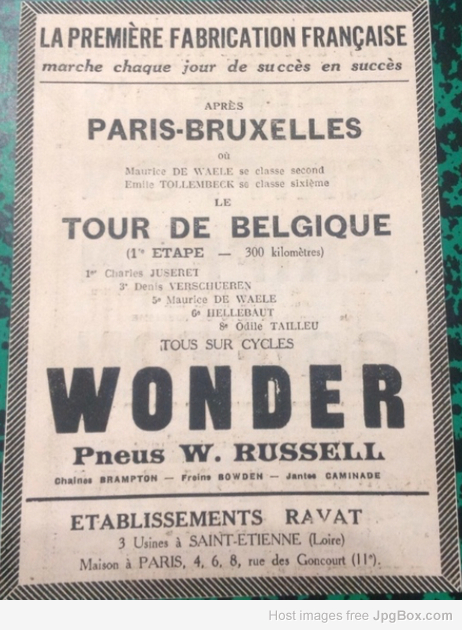 LA PREMIÈRE FABRICATION FRANÇAISE
marche chaque jour de succès en succès
APRÈS
PARIS-BRUXELLES
OÙ
Maurice DE WAELE se classe second
Emile TOLLEMBECK se classe sixième
LE
TOUR DE BELGIQUE
(1re ETAPE — 300 kilomètres)
1er Charles JUSERET
3e Denis VERSCHUEREN
5e Maurice DE WAELE
6e HELLEBAUT
8e Odile TAILLEU
TOUS SUR CYCLES
WONDER
Pneus W. RUSSELL
Chaînes BRAMPTON — Freins BOWDEN — Jantes CAMINADE
ETABLISSEMENTS RAVAT
3 Usines à SAINT-ÉTIENNE (Loire)
Maison à PARIS, 4, 6, 8, rue des Goncourt (11e).
Host images free JpgBox.com